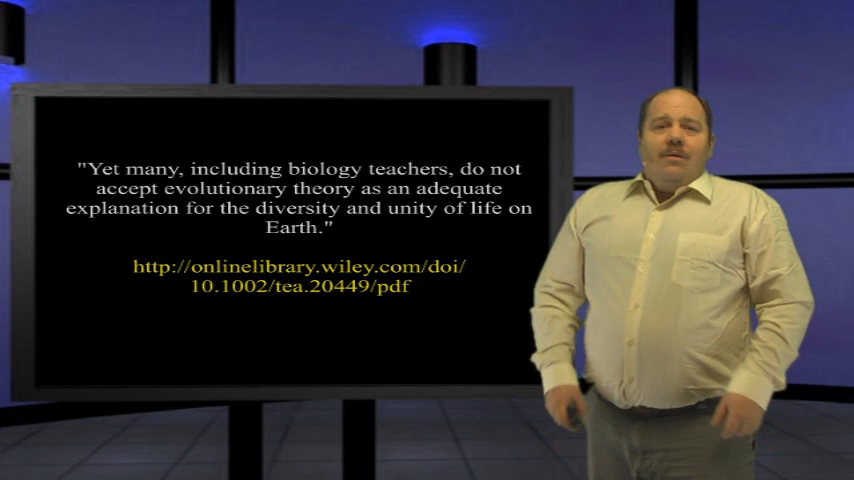 "Yet many, including biology teachers, do not
accept evolutionary theory as an adequate
explanation for the diversity and unity of life on
Earth."
http://onlinelibrary.wiley.com/doi/
10.1002/tea.20449/pdf